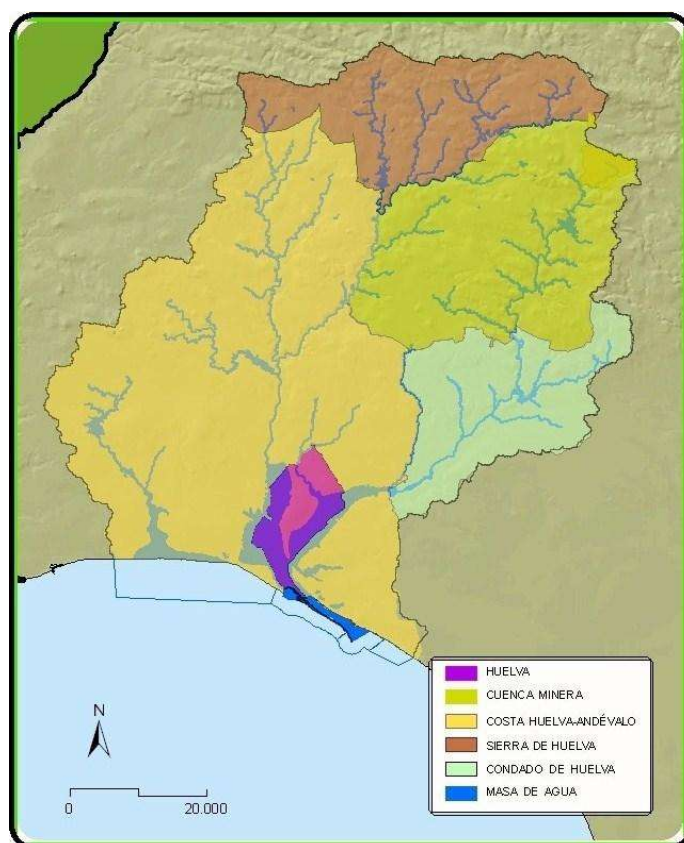 HUELVA
CUENCA MINERA
COSTA HUELVA-ANDÉVALO
SIERRA DE HUELVA
CONDADO DE HUELVA
MASA DE AGUA
N
0 20.000